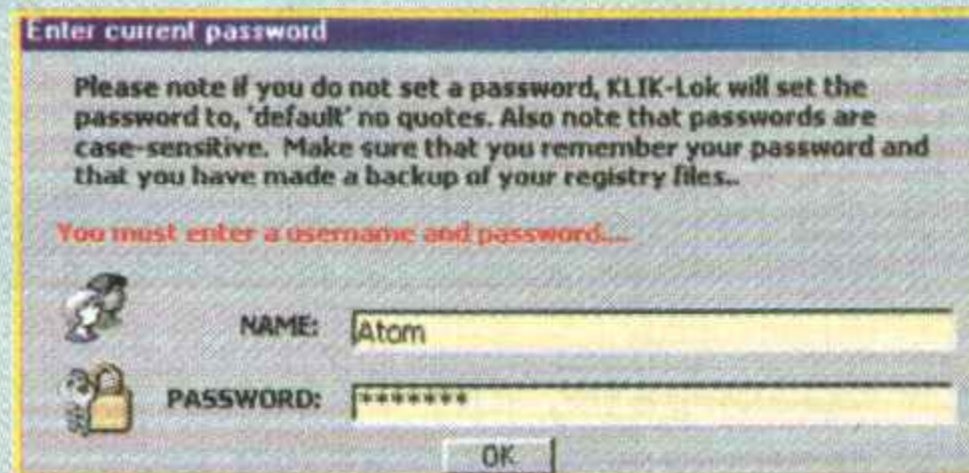 Enter current password
Please note if you do not set a password, KLIK-Lok will set the
password to, 'default' no quotes. Also note that passwords are
case-sensitive. Make sure that you remember your password and
that you have made a backup of your registry files..
You must enter a username and password....
NAME: Atom
PASSWORD: *******
OK